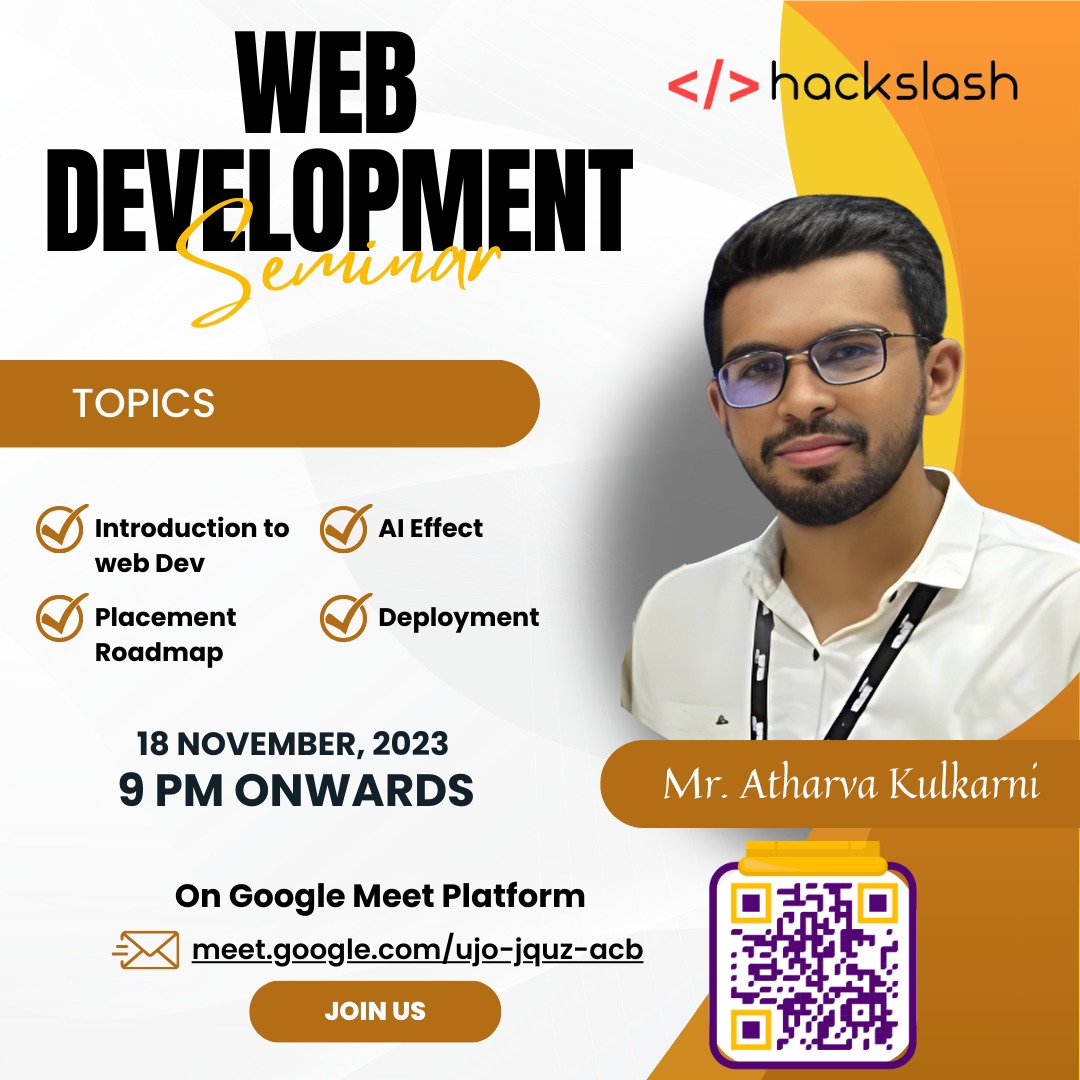 WEB
DEVELOPMENT
Seminar
</> hackslash
TOPICS
Introduction to
web Dev
AI Effect
Placement
Roadmap
Deployment
18 NOVEMBER, 2023
9 PM ONWARDS
Mr. Atharva Kulkarni
On Google Meet Platform
meet.google.com/ujo-jquz-acb
JOIN US